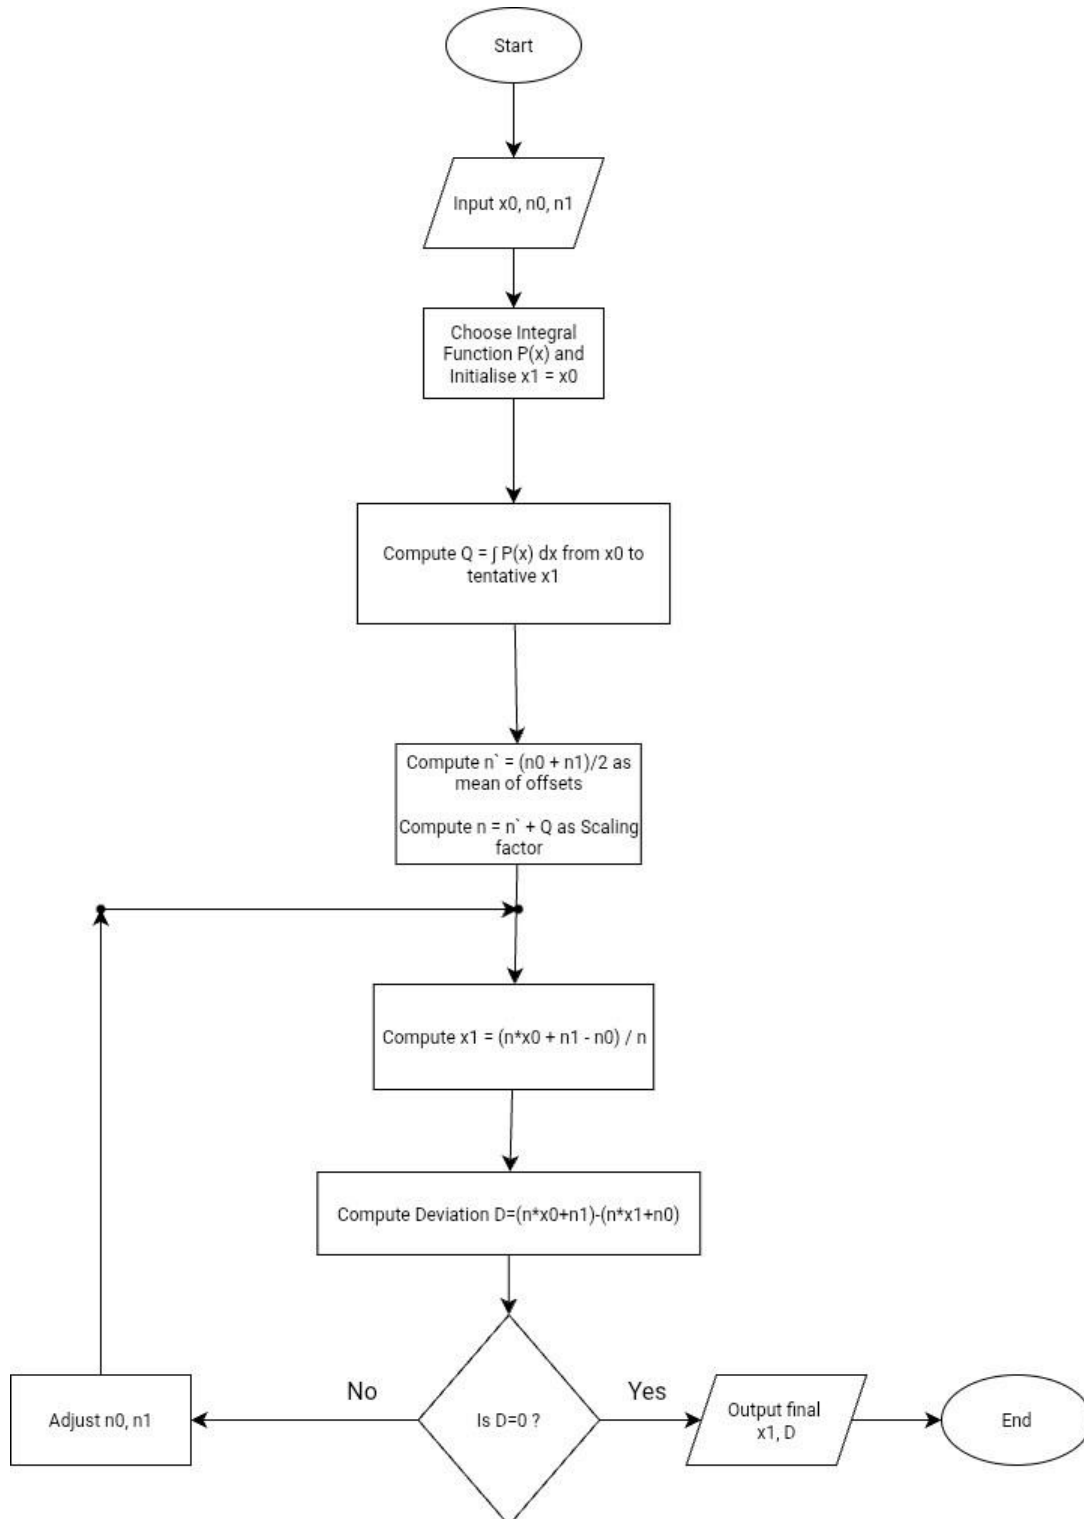 Start
Input x0, n0, n1
Choose Integral
Function P(x) and
Initialise x1 = x0
Compute Q = ∫ P(x) dx from x0 to
tentative x1
Compute n` = (n0 + n1)/2 as
mean of offsets
Compute n = n` + Q as Scaling
factor
Compute x1 = (n*x0 + n1 - n0) / n
Compute Deviation D=(n*x0+n1)-(n*x1+n0)
Is D=0 ?
No
Yes
Adjust n0, n1
Output final
x1, D
End